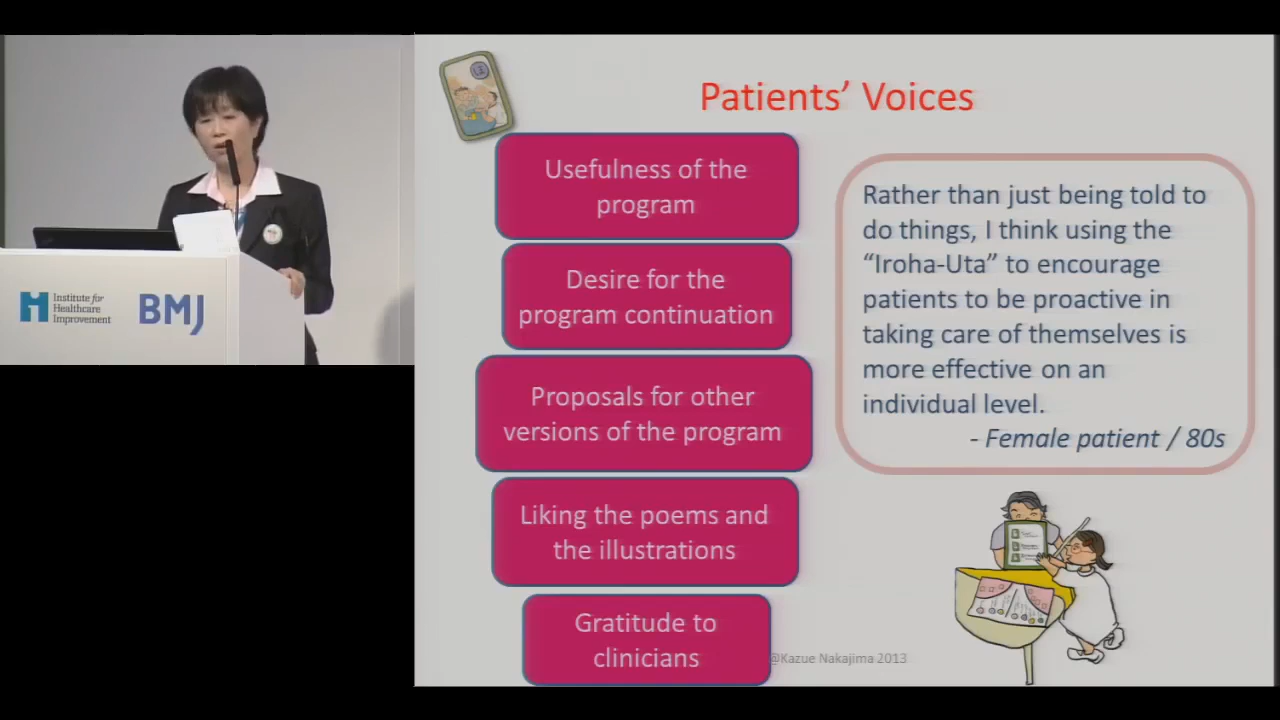 Institute for
Healthcare
Improvement
BMJ
Patients’ Voices
Usefulness of the
program
Desire for the
program continuation
Proposals for other
versions of the program
Liking the poems and
the illustrations
Gratitude to
clinicians
Rather than just being told to
do things, I think using the
“Iroha-Uta” to encourage
patients to be proactive in
taking care of themselves is
more effective on an
individual level.
- Female patient / 80s
@Kazue Nakajima 2013